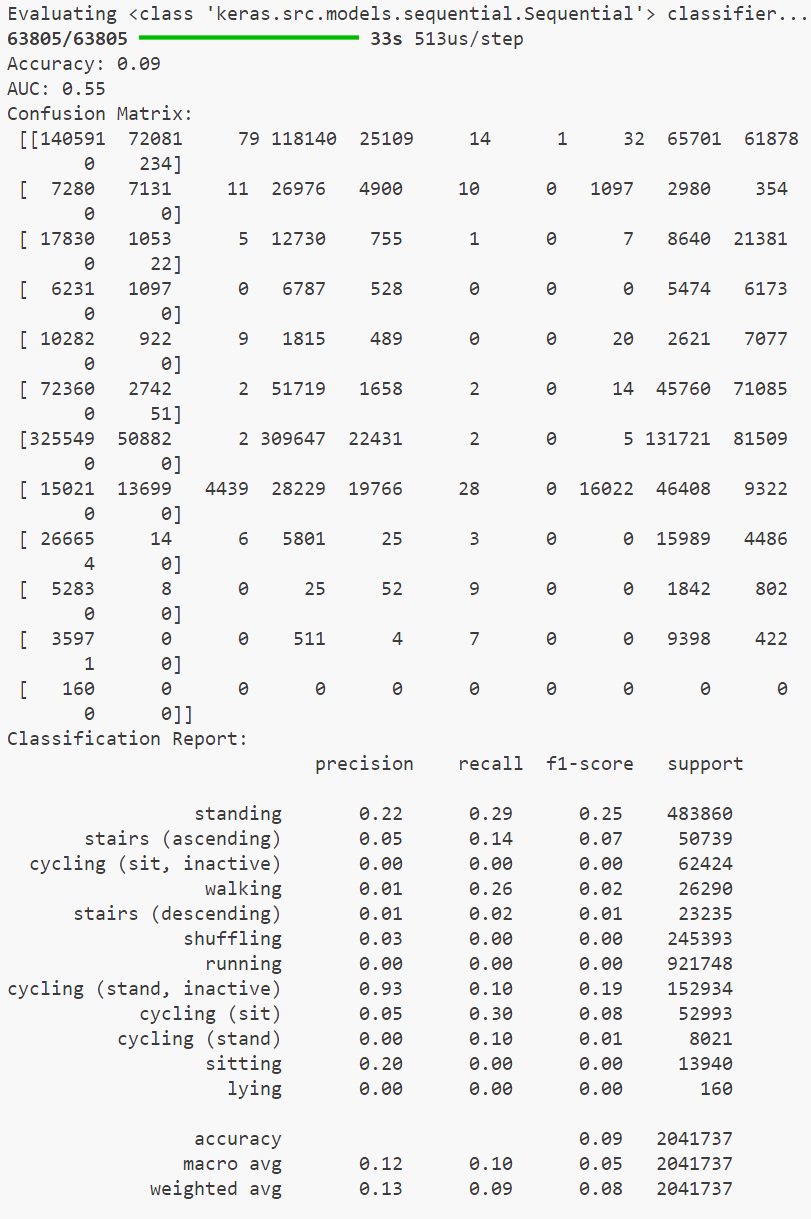 Evaluating <class 'keras.src.models.sequential.Sequential'> classifier...
63805/63805 33s 513us/step
Accuracy: 0.09
AUC: 0.55
Confusion Matrix:
[[140591 72081 79 118140 25109 14 1 32 65701 61878
0 234]
[ 7280 7131 11 26976 4900 10 0 1097 2980 354
0 0]
[ 17830 1053 5 12730 755 1 0 7 8640 21381
0 22]
[ 6231 1097 0 6787 528 0 0 0 5474 6173
0 0]
[ 10282 922 9 1815 489 0 0 20 2621 7077
0 0]
[ 72360 2742 2 51719 1658 2 0 14 45760 71085
0 51]
[325549 50882 2 309647 22431 2 0 5 131721 81509
0 0]
[ 15021 13699 4439 28229 19766 28 0 16022 46408 9322
0 0]
[ 26665 14 6 5801 25 3 0 0 15989 4486
4 0]
[ 5283 8 0 25 52 9 0 0 1842 802
0 0]
[ 3597 0 0 511 4 7 0 0 9398 422
1 0]
[ 160 0 0 0 0 0 0 0 0 0
0 0]]
Classification Report:
precision recall f1-score support
standing 0.22 0.29 0.25 483860
stairs (ascending) 0.05 0.14 0.07 50739
cycling (sit, inactive) 0.00 0.00 0.00 62424
walking 0.01 0.26 0.02 26290
stairs (descending) 0.01 0.02 0.01 23235
shuffling 0.03 0.00 0.00 245393
running 0.00 0.00 0.00 921748
cycling (stand, inactive) 0.93 0.10 0.19 152934
cycling (sit) 0.05 0.30 0.08 52993
cycling (stand) 0.00 0.10 0.01 8021
sitting 0.20 0.00 0.00 13940
lying 0.00 0.00 0.00 160
accuracy 0.09 2041737
macro avg 0.12 0.10 0.05 2041737
weighted avg 0.13 0.09 0.08 2041737